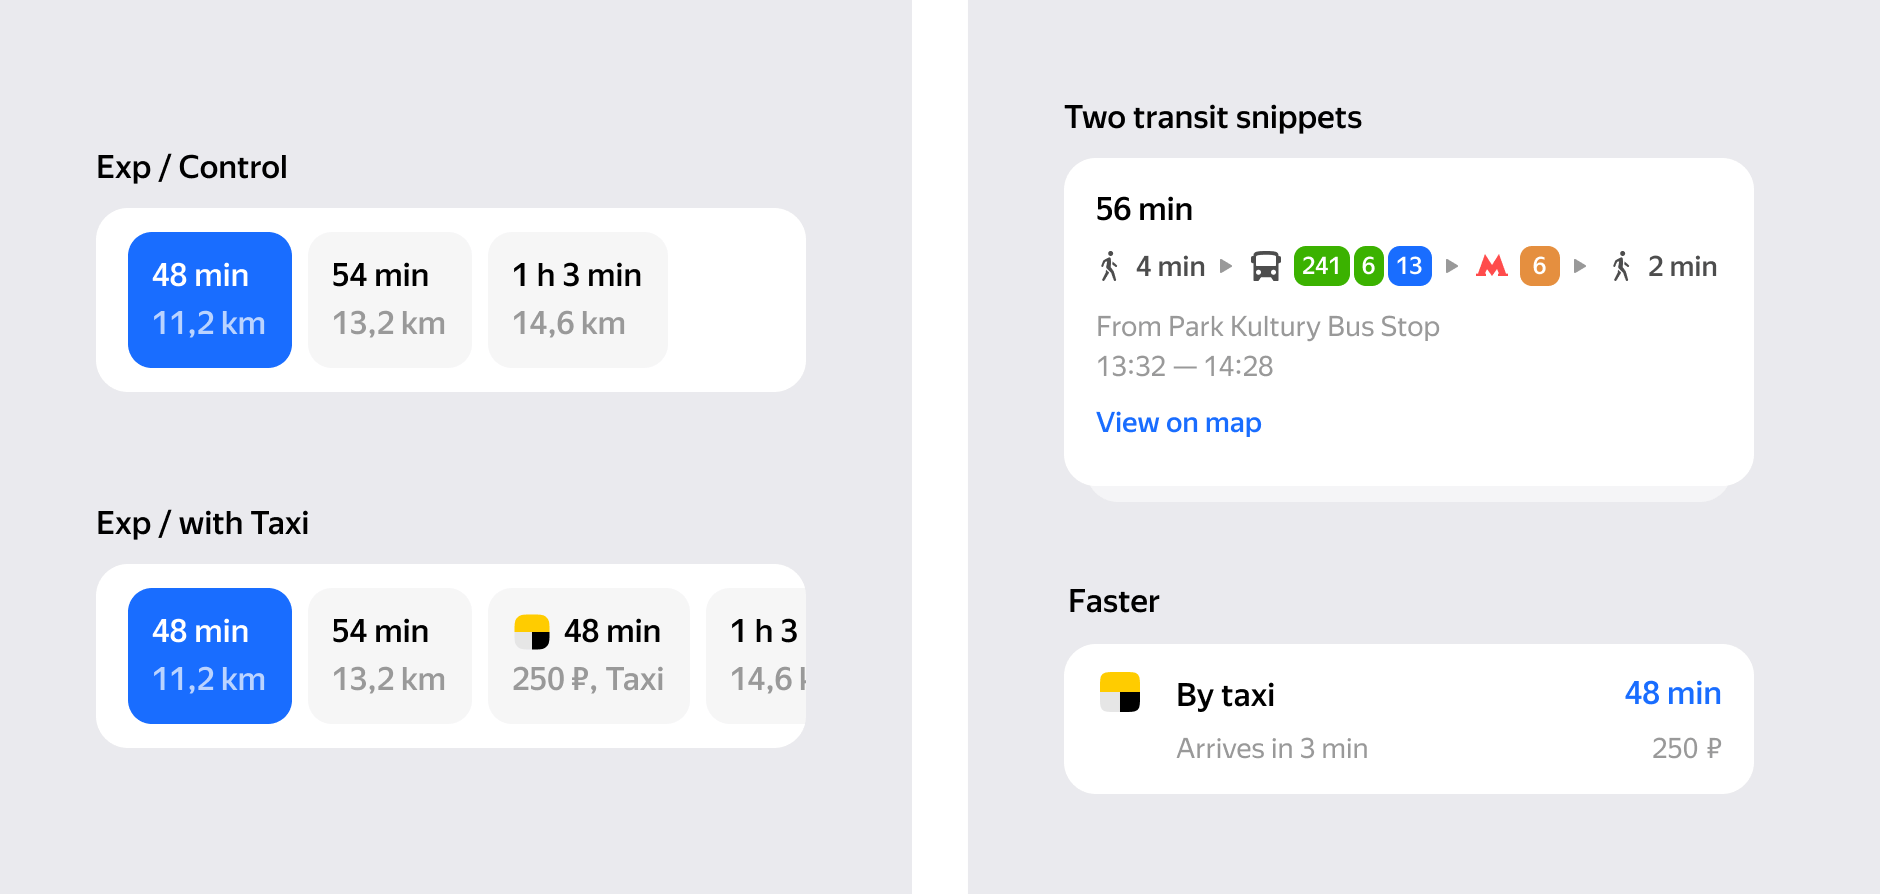 Exp / Control
48 min 54 min 1 h 3 min
11,2 km 13,2 km 14,6 km
Exp / with Taxi
48 min 54 min 48 min 1 h 3
11,2 km 13,2 km 250 ₽, Taxi 14,6
Two transit snippets
56 min
4 min 241 6 13 M 6 2 min
From Park Kultury Bus Stop
13:32 — 14:28
View on map
Faster
By taxi 48 min
Arrives in 3 min 250 ₽